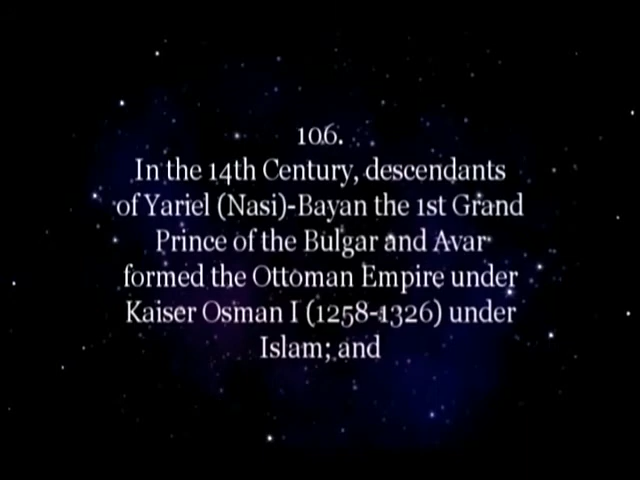 106.
In the 14th Century, descendants
of Yariel (Nasi)-Bayan the 1st Grand
Prince of the Bulgar and Avar
formed the Ottoman Empire under
Kaiser Osman I (1258-1326) under
Islam; and